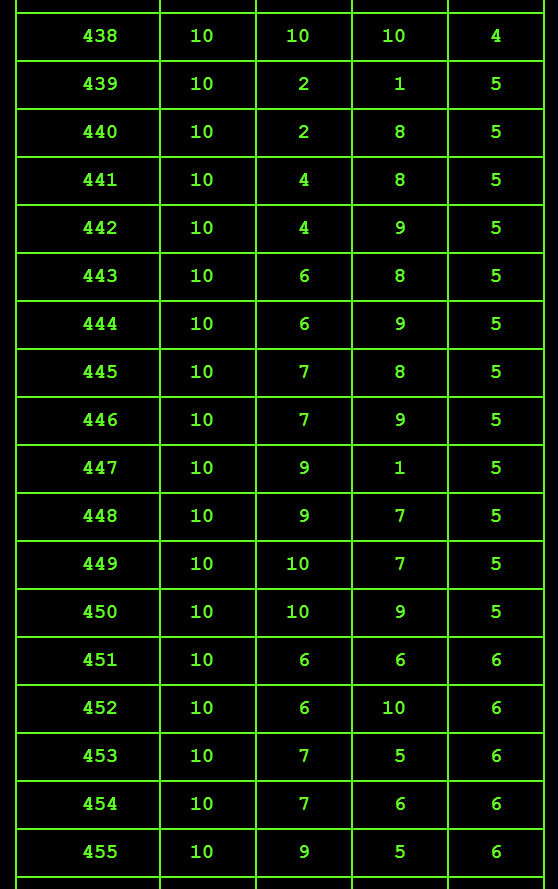 438 10 10 10 4
439 10 2 1 5
440 10 2 8 5
441 10 4 8 5
442 10 4 9 5
443 10 6 8 5
444 10 6 9 5
445 10 7 8 5
446 10 7 9 5
447 10 9 1 5
448 10 9 7 5
449 10 10 7 5
450 10 10 9 5
451 10 6 6 6
452 10 6 10 6
453 10 7 5 6
454 10 7 6 6
455 10 9 5 6